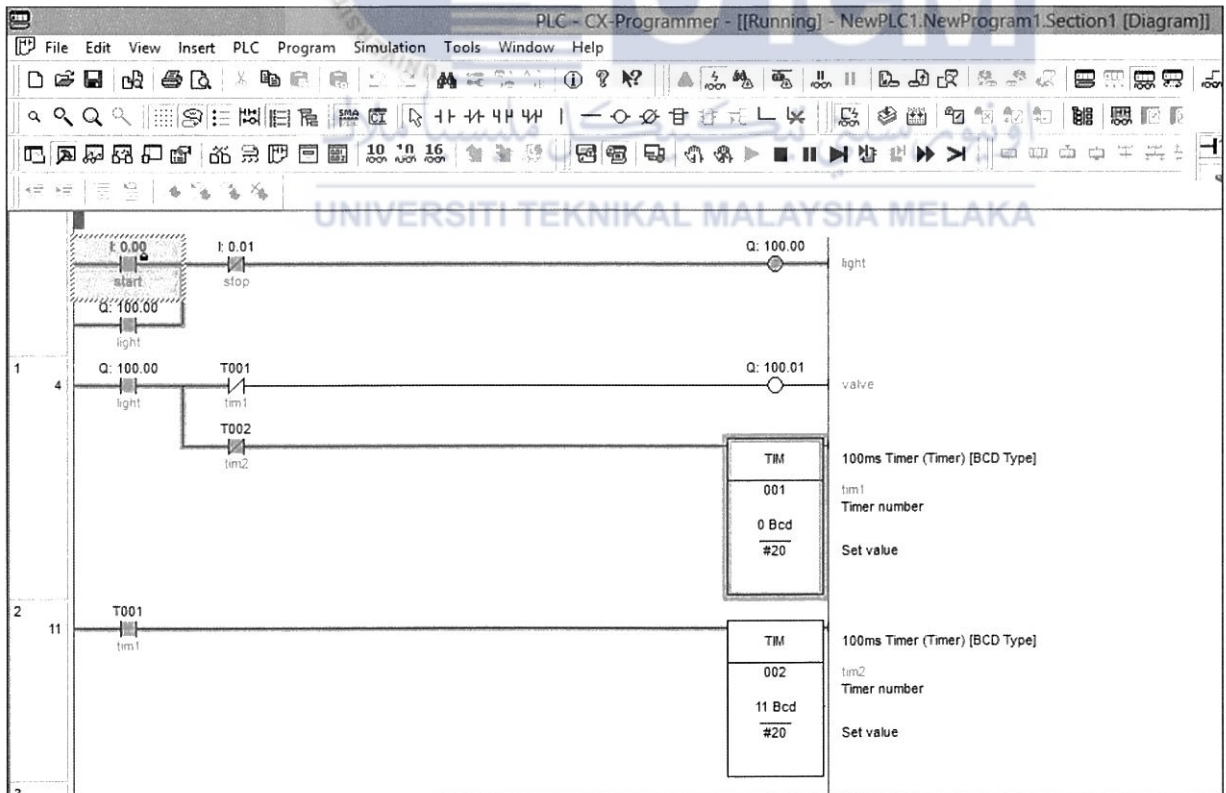 PLC - CX-Programmer - [[Running] - NewPLC1.NewProgram1.Section1 [Diagram]]
File Edit View Insert PLC Program Simulation Tools Window Help
UNIVERSITI TEKNIKAL MALAYSIA MELAKA
I: 0.00 I: 0.01 Q: 100.00
light
start stop
Q: 100.00
light
1
4
Q: 100.00 T001 Q: 100.01
valve
light tim1
T002
tim2
TIM 100ms Timer (Timer) [BCD Type]
001 tim1
Timer number
0 Bcd
#20 Set value
2
11
T001
tim1
TIM 100ms Timer (Timer) [BCD Type]
002 tim2
Timer number
11 Bcd
#20 Set value
3